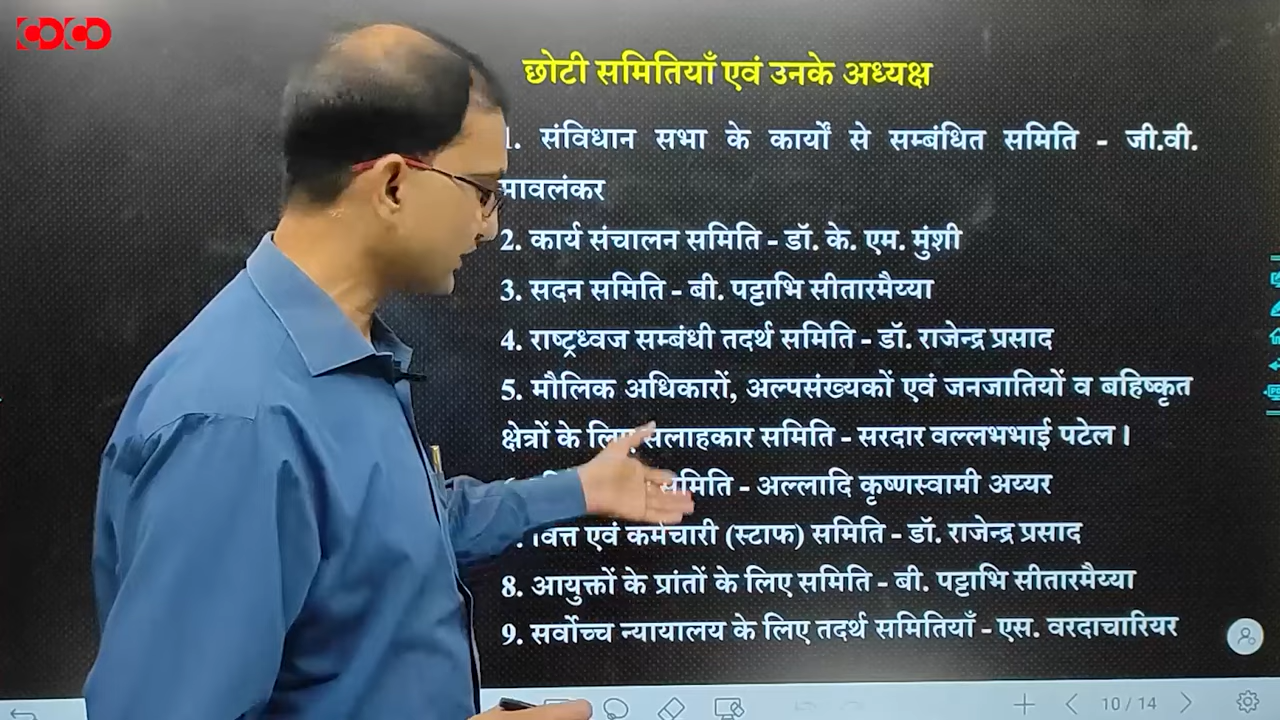 COCO
छोटी समितियाँ एवं उनके अध्यक्ष
1. संविधान सभा के कार्यों से सम्बंधित समिति - जी.वी.
मावलंकर
2. कार्य संचालन समिति - डॉ. के. एम. मुंशी
3. सदन समिति - बी. पट्टाभि सीतारमैय्या
4. राष्ट्रध्वज सम्बंधी तदर्थ समिति - डॉ. राजेन्द्र प्रसाद
5. मौलिक अधिकारों, अल्पसंख्यकों एवं जनजातियों व बहिष्कृत
क्षेत्रों के लिए सलाहकार समिति - सरदार वल्लभभाई पटेल।
समिति - अल्लादि कृष्णस्वामी अय्यर
वित्त एवं कर्मचारी (स्टाफ) समिति - डॉ. राजेन्द्र प्रसाद
8. आयुक्तों के प्रांतों के लिए समिति - बी. पट्टाभि सीतारमैय्या
9. सर्वोच्च न्यायालय के लिए तदर्थ समितियाँ - एस. वरदाचारियर
10 / 14